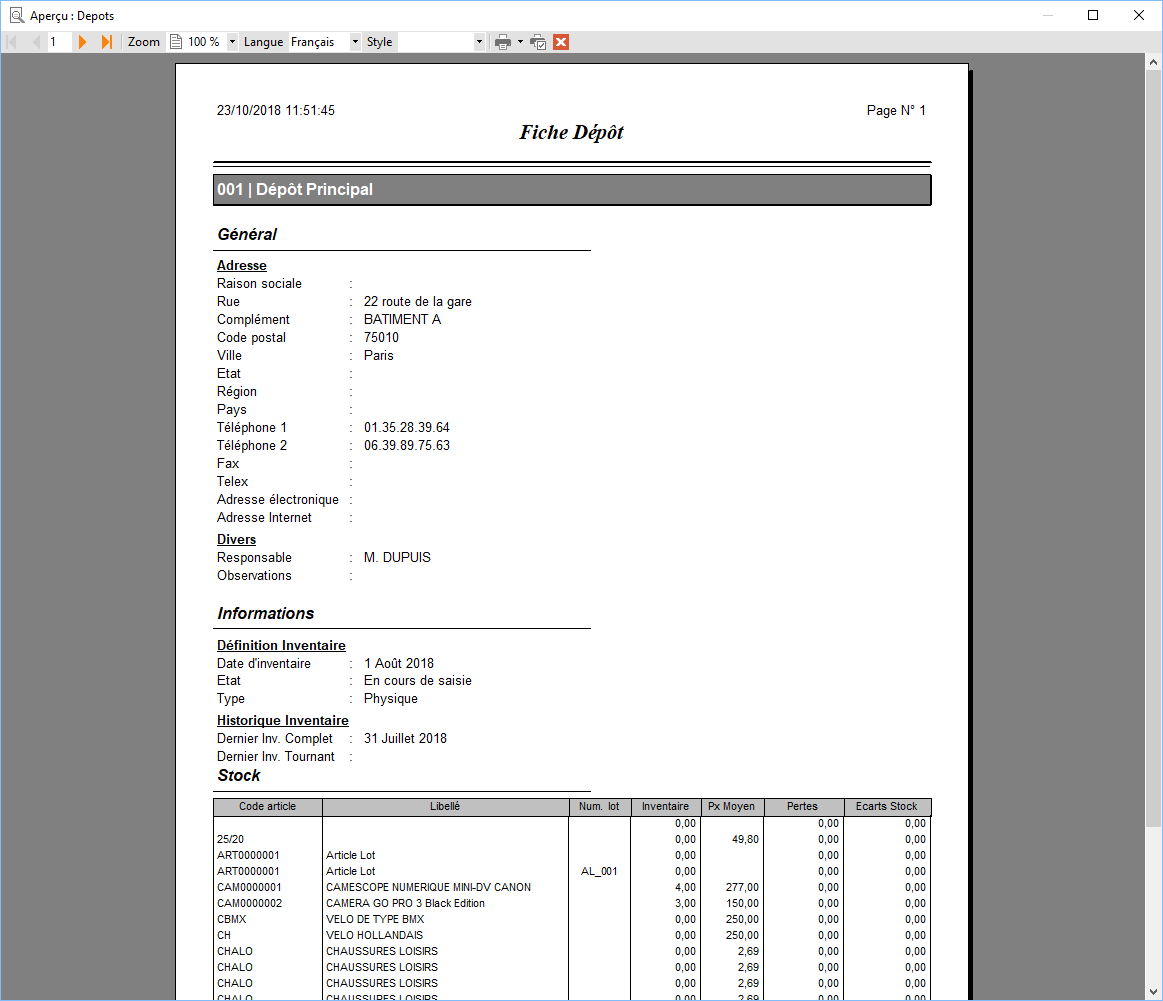 Aperçu : Depots
1 Zoom 100 % Langue Français Style
23/10/2018 11:51:45 Page N° 1
Fiche Dépôt
001 | Dépôt Principal
Général
Adresse
Raison sociale :
Rue : 22 route de la gare
Complément : BATIMENT A
Code postal : 75010
Ville : Paris
Etat :
Région :
Pays :
Téléphone 1 : 01.35.28.39.64
Téléphone 2 : 06.39.89.75.63
Fax :
Telex :
Adresse électronique :
Adresse Internet :
Divers
Responsable : M. DUPUIS
Observations :
Informations
Définition Inventaire
Date d'inventaire : 1 Août 2018
Etat : En cours de saisie
Type : Physique
Historique Inventaire
Dernier Inv. Complet : 31 Juillet 2018
Dernier Inv. Tournant :
Stock
Code article Libellé Num. lot Inventaire Px Moyen Pertes Ecarts Stock
0,00 0,00 0,00
25/20 0,00 49,80 0,00 0,00
ART0000001 Article Lot 0,00 0,00 0,00
ART0000001 Article Lot AL_001 0,00 0,00 0,00
CAM0000001 CAMESCOPE NUMERIQUE MINI-DV CANON 4,00 277,00 0,00 0,00
CAM0000002 CAMERA GO PRO 3 Black Edition 3,00 150,00 0,00 0,00
CBMX VELO DE TYPE BMX 0,00 250,00 0,00 0,00
CH VELO HOLLANDAIS 0,00 250,00 0,00 0,00
CHALO CHAUSSURES LOISIRS 0,00 2,69 0,00 0,00
CHALO CHAUSSURES LOISIRS 0,00 2,69 0,00 0,00
CHALO CHAUSSURES LOISIRS 0,00 2,69 0,00 0,00
CHALO CHAUSSURES LOISIRS 0,00 2,69 0,00 0,00